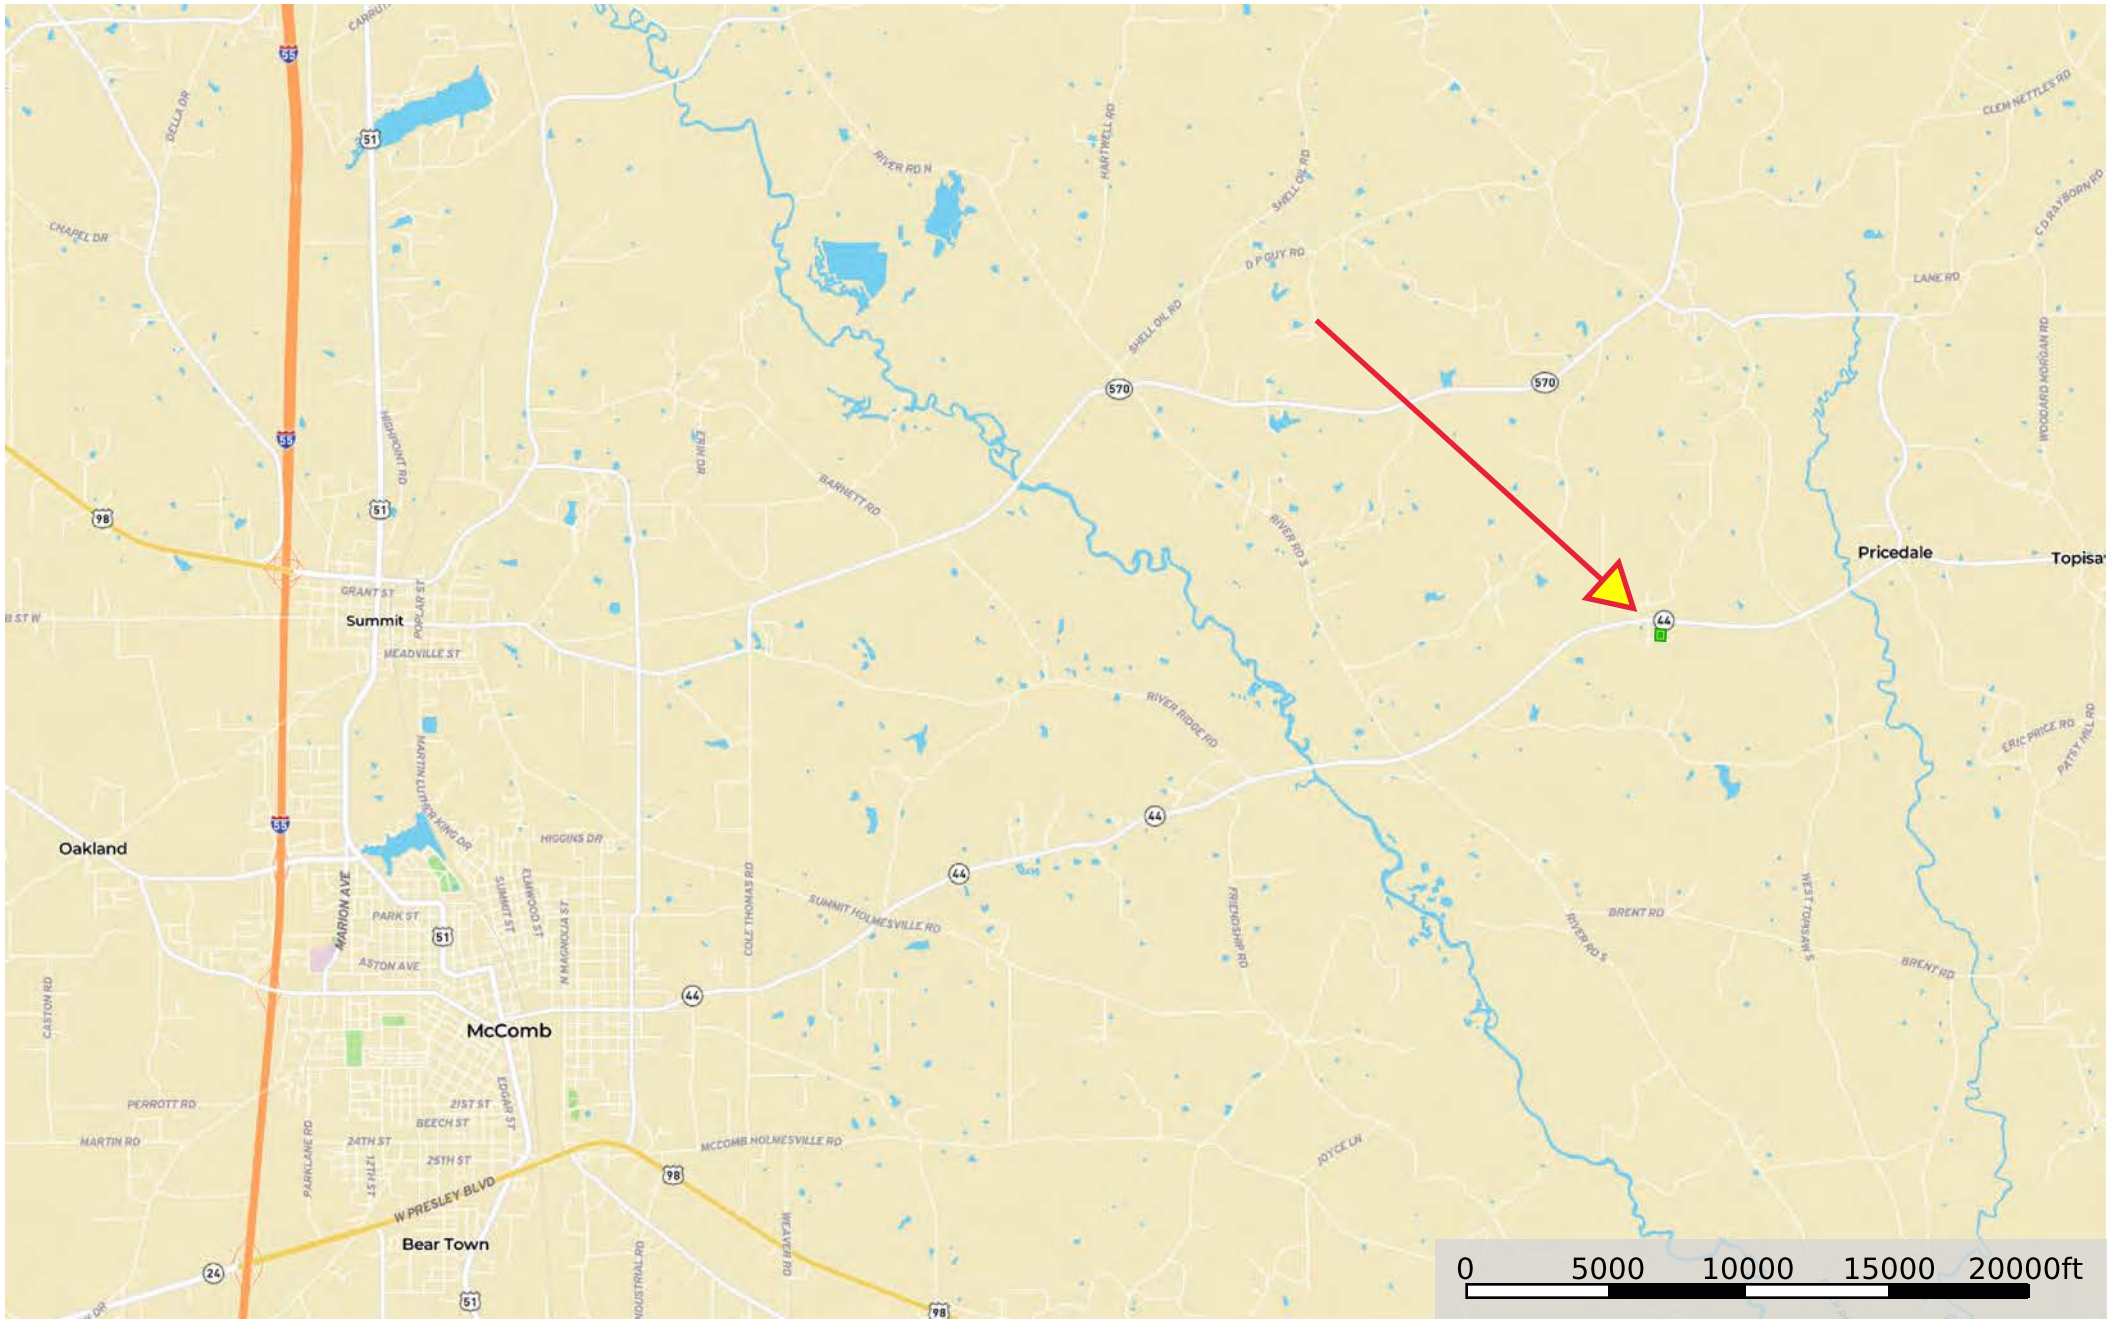 CARRUT
55
DELLA DR
51
CLEM NETTLES RD
HARTWELL RD
RIVER RD N
SHELL OIL RD
C D RAYBORN RD
CHAPEL DR
D P GUY RD
LANE RD
SHELL OIL RD
WOODARD MORGAN RD
570
570
HIGHPOINT RD
55
ERIN DR
BARNETT RD
51
98
RIVER RD S
Pricedale
Topisa
GRANT ST
POPLAR ST
B ST W
Summit
44
MEADVILLE ST
RIVER RIDGE RD
ERIC PRICE RD
PATSY HILL RD
MARTIN LUTHER KING DR
55
44
HIGGINS DR
Oakland
44
MARION AVE
SUMMIT ST
ELMWOOD ST
N MAGNOLIA ST
COLE THOMAS RD
SUMMIT HOLMESVILLE RD
FRIENDSHIP RD
WEST TOPISAW S
PARK ST
BRENT RD
RIVER RD S
51
ASTON AVE
BRENT RD
CASTON RD
44
McComb
EDGAR ST
PERROTT RD
21ST ST
BEECH ST
MARTIN RD
24TH ST
MCCOMB HOLMESVILLE RD
PARKLANE RD
12TH ST
25TH ST
JOYCE LN
98
W PRESLEY BLVD
WEAVER RD
Bear Town
INDUSTRIAL RD
24
51
98
DR
0 5000 10000 15000 20000ft